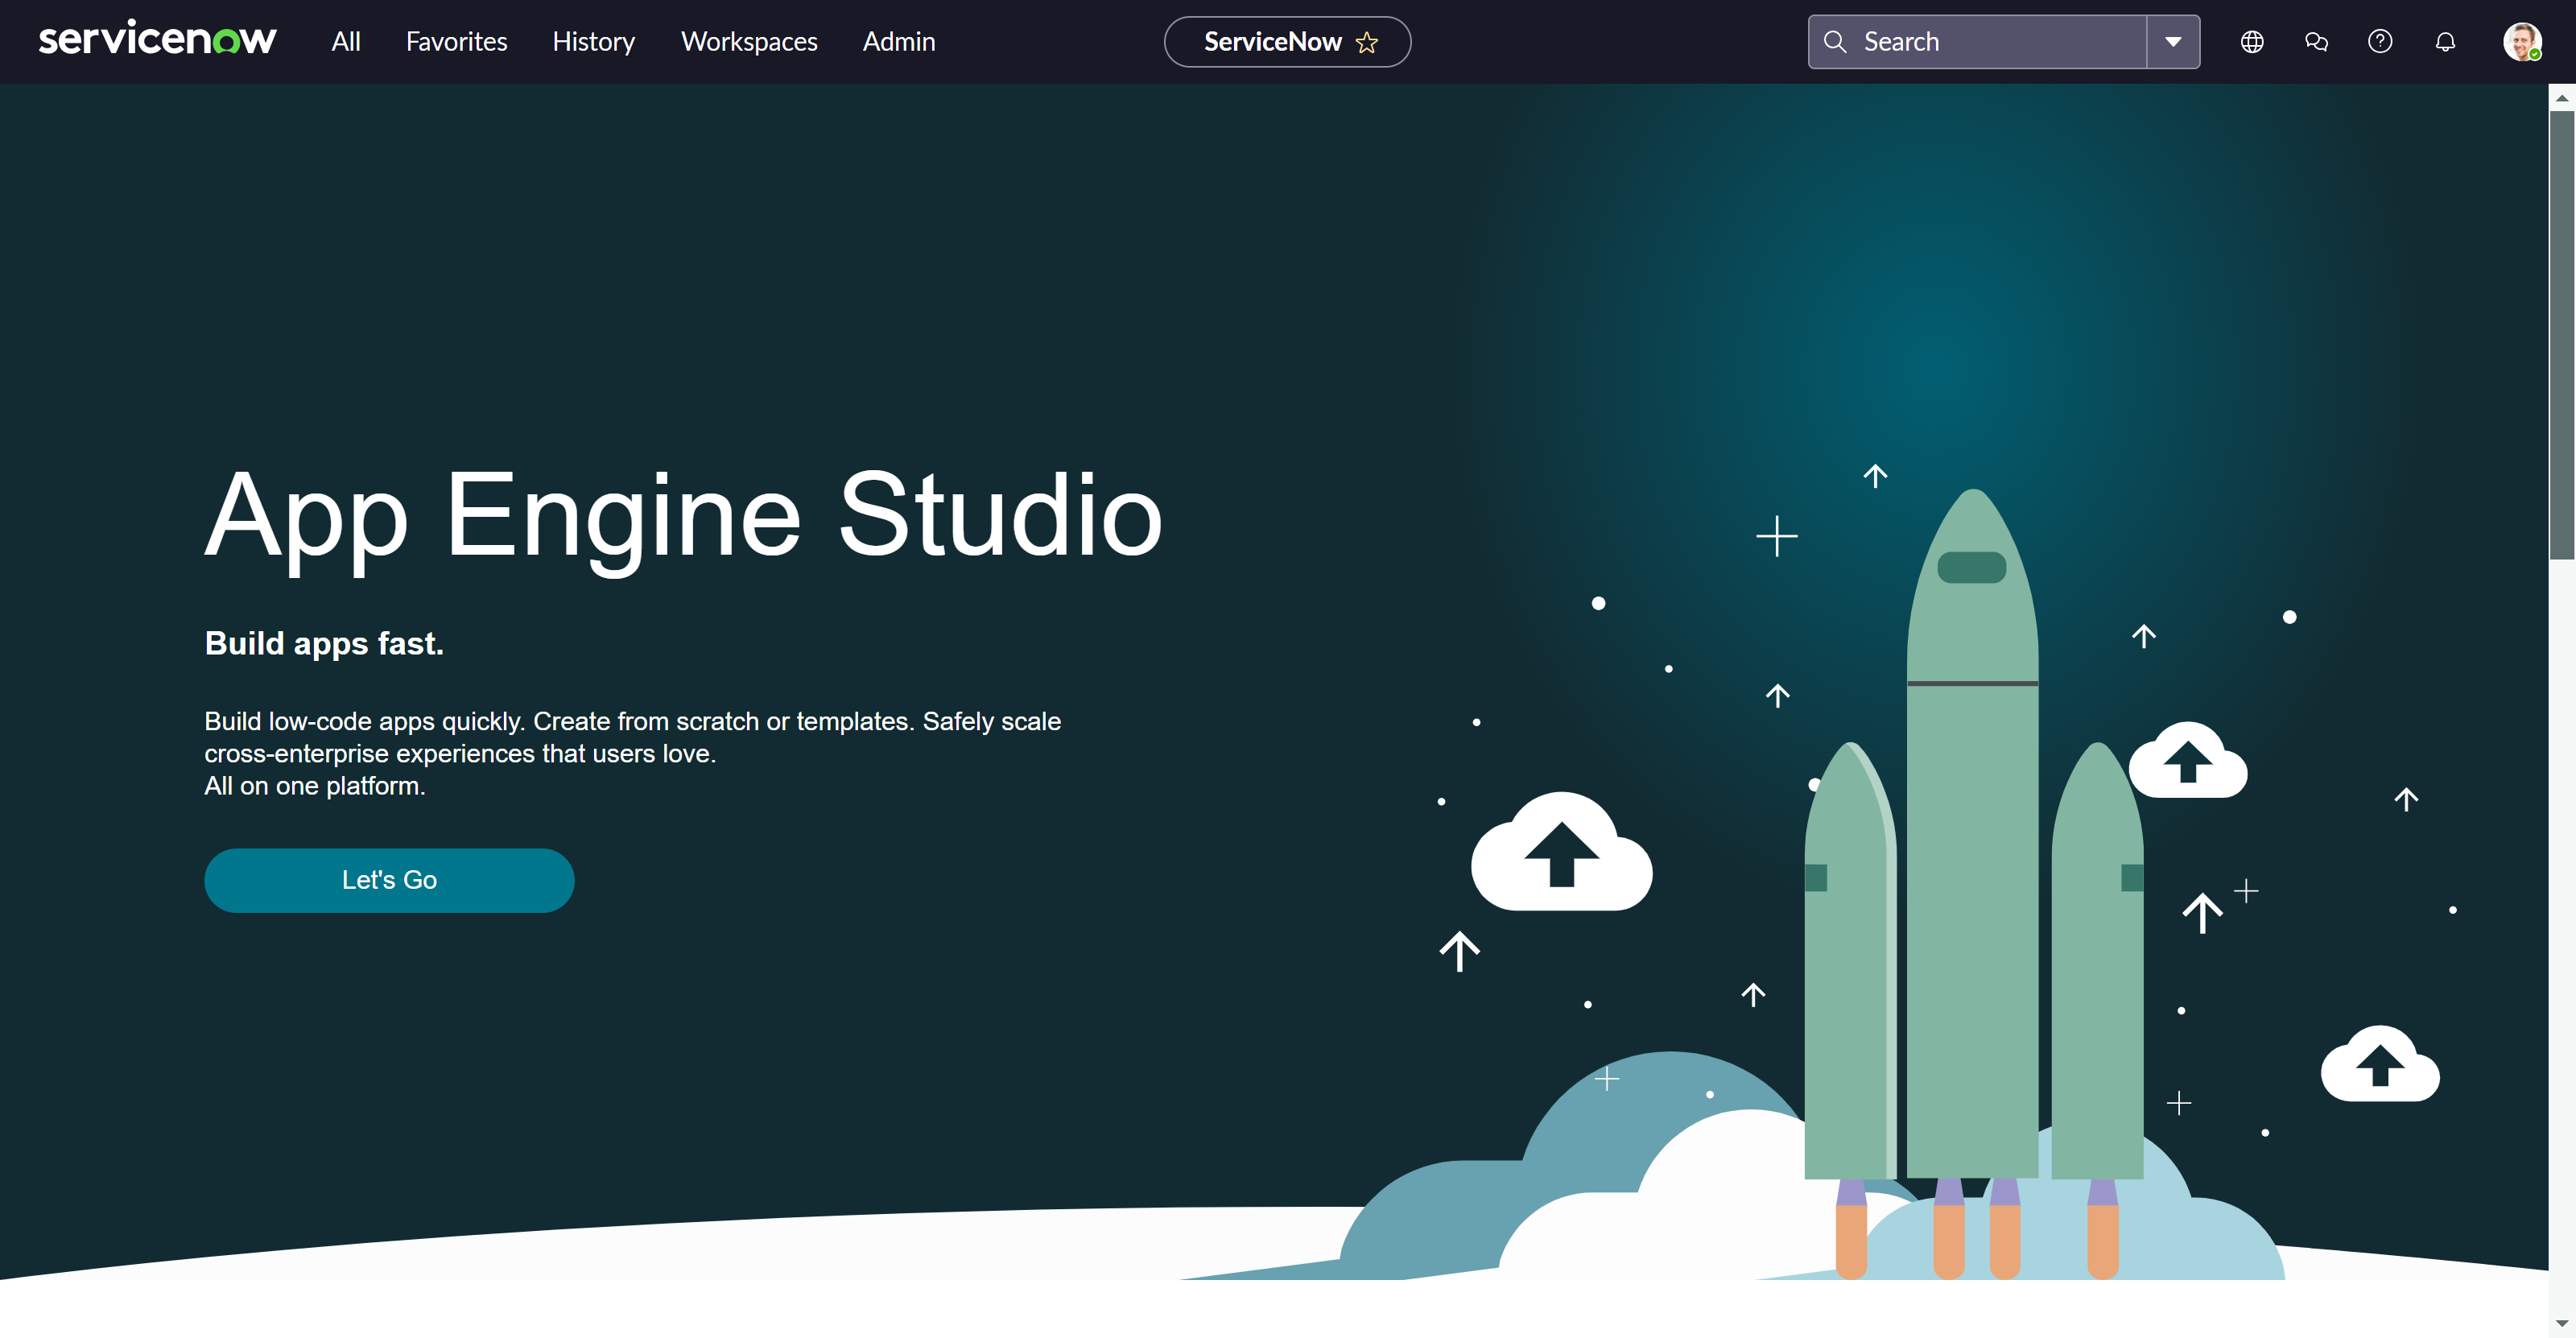 servicenow
All
Favorites
History
Workspaces
Admin
ServiceNow
Search
App Engine Studio
Build apps fast.
Build low-code apps quickly. Create from scratch or templates. Safely scale
cross-enterprise experiences that users love.
All on one platform.
Let's Go